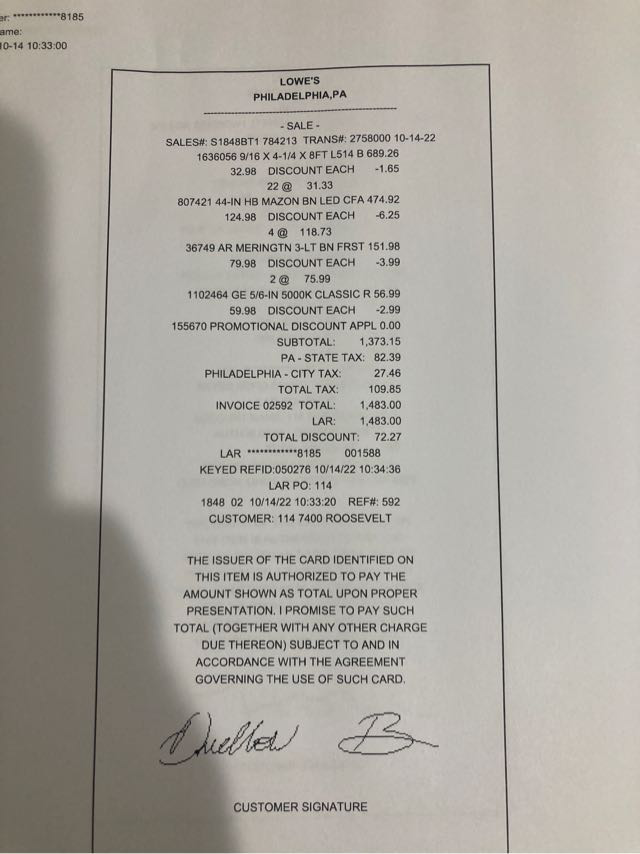 er: ************8185
ame:
10-14 10:33:00
LOWE'S
PHILADELPHIA,PA
- SALE -
SALES#: S1848BT1 784213 TRANS#: 2758000 10-14-22
1636056 9/16 X 4-1/4 X 8FT L514 B 689.26
32.98 DISCOUNT EACH -1.65
22 @ 31.33
807421 44-IN HB MAZON BN LED CFA 474.92
124.98 DISCOUNT EACH -6.25
4 @ 118.73
36749 AR MERINGTN 3-LT BN FRST 151.98
79.98 DISCOUNT EACH -3.99
2 @ 75.99
1102464 GE 5/6-IN 5000K CLASSIC R 56.99
59.98 DISCOUNT EACH -2.99
155670 PROMOTIONAL DISCOUNT APPL 0.00
SUBTOTAL: 1,373.15
PA - STATE TAX: 82.39
PHILADELPHIA - CITY TAX: 27.46
TOTAL TAX: 109.85
INVOICE 02592 TOTAL: 1,483.00
LAR: 1,483.00
TOTAL DISCOUNT: 72.27
LAR ************8185 001588
KEYED REFID:050276 10/14/22 10:34:36
LAR PO: 114
1848 02 10/14/22 10:33:20 REF#: 592
CUSTOMER: 114 7400 ROOSEVELT
THE ISSUER OF THE CARD IDENTIFIED ON
THIS ITEM IS AUTHORIZED TO PAY THE
AMOUNT SHOWN AS TOTAL UPON PROPER
PRESENTATION. I PROMISE TO PAY SUCH
TOTAL (TOGETHER WITH ANY OTHER CHARGE
DUE THEREON) SUBJECT TO AND IN
ACCORDANCE WITH THE AGREEMENT
GOVERNING THE USE OF SUCH CARD.
B
CUSTOMER SIGNATURE